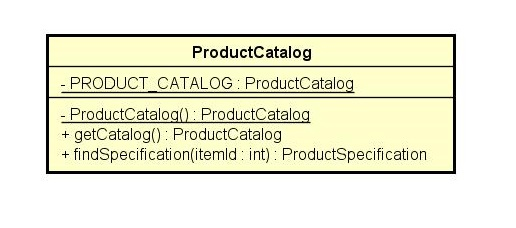 ProductCatalog
- PRODUCT_CATALOG : ProductCatalog
- ProductCatalog() : ProductCatalog
+ getCatalog() : ProductCatalog
+ findSpecification(itemId : int) : ProductSpecification